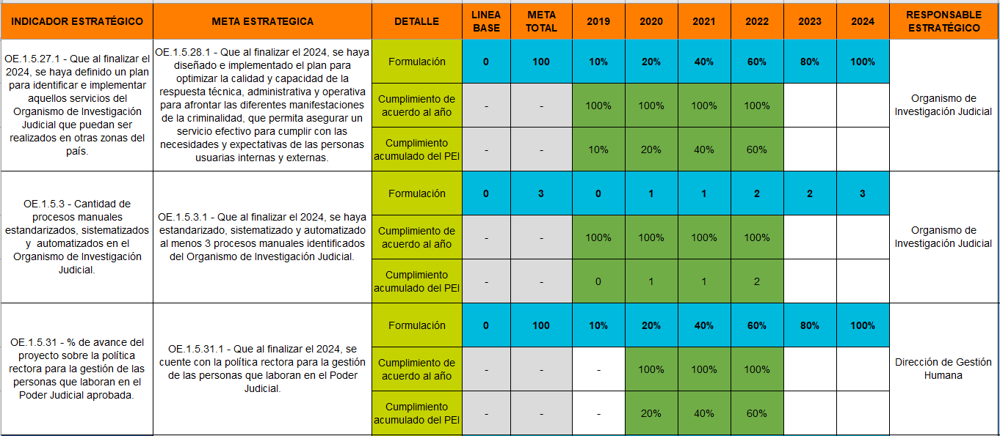 INDICADOR ESTRATÉGICO META ESTRATEGICA DETALLE LINEA BASE META TOTAL 2019 2020 2021 2022 2023 2024 RESPONSABLE ESTRATÉGICO
OE.1.5.27.1 - Que al finalizar el
2024, se haya definido un plan
para identificar e implementar
aquellos servicios del
Organismo de Investigación
Judicial que puedan ser
realizados en otras zonas del
país.
OE.1.5.28.1 - Que al finalizar el 2024, se haya
diseñado e implementado el plan para
optimizar la calidad y capacidad de la
respuesta técnica, administrativa y operativa
para afrontar las diferentes manifestaciones
de la criminalidad, que permita asegurar un
servicio efectivo para cumplir con las
necesidades y expectativas de las personas
usuarias internas y externas.
Formulación 0 100 10% 20% 40% 60% 80% 100%
Cumplimiento de
acuerdo al año - - 100% 100% 100% 100%
Cumplimiento
acumulado del PEI - - 10% 20% 40% 60%
Organismo de
Investigación Judicial
OE.1.5.3 - Cantidad de
procesos manuales
estandarizados, sistematizados
y automatizados en el
Organismo de Investigación
Judicial.
OE.1.5.3.1 - Que al finalizar el 2024, se haya
estandarizado, sistematizado y automatizado
al menos 3 procesos manuales identificados
del Organismo de Investigación Judicial.
Formulación 0 3 0 1 1 2 2 3
Cumplimiento de
acuerdo al año - - 100% 100% 100% 100%
Cumplimiento
acumulado del PEI - - 0 1 1 2
Organismo de
Investigación Judicial
OE.1.5.31 - % de avance del
proyecto sobre la política
rectora para la gestión de las
personas que laboran en el
Poder Judicial aprobada.
OE.1.5.31.1 - Que al finalizar el 2024, se
cuente con la política rectora para la gestión
de las personas que laboran en el Poder
Judicial.
Formulación 0 100 10% 20% 40% 60% 80% 100%
Cumplimiento de
acuerdo al año - - - 100% 100% 100%
Cumplimiento
acumulado del PEI - - - 20% 40% 60%
Dirección de Gestión
Humana